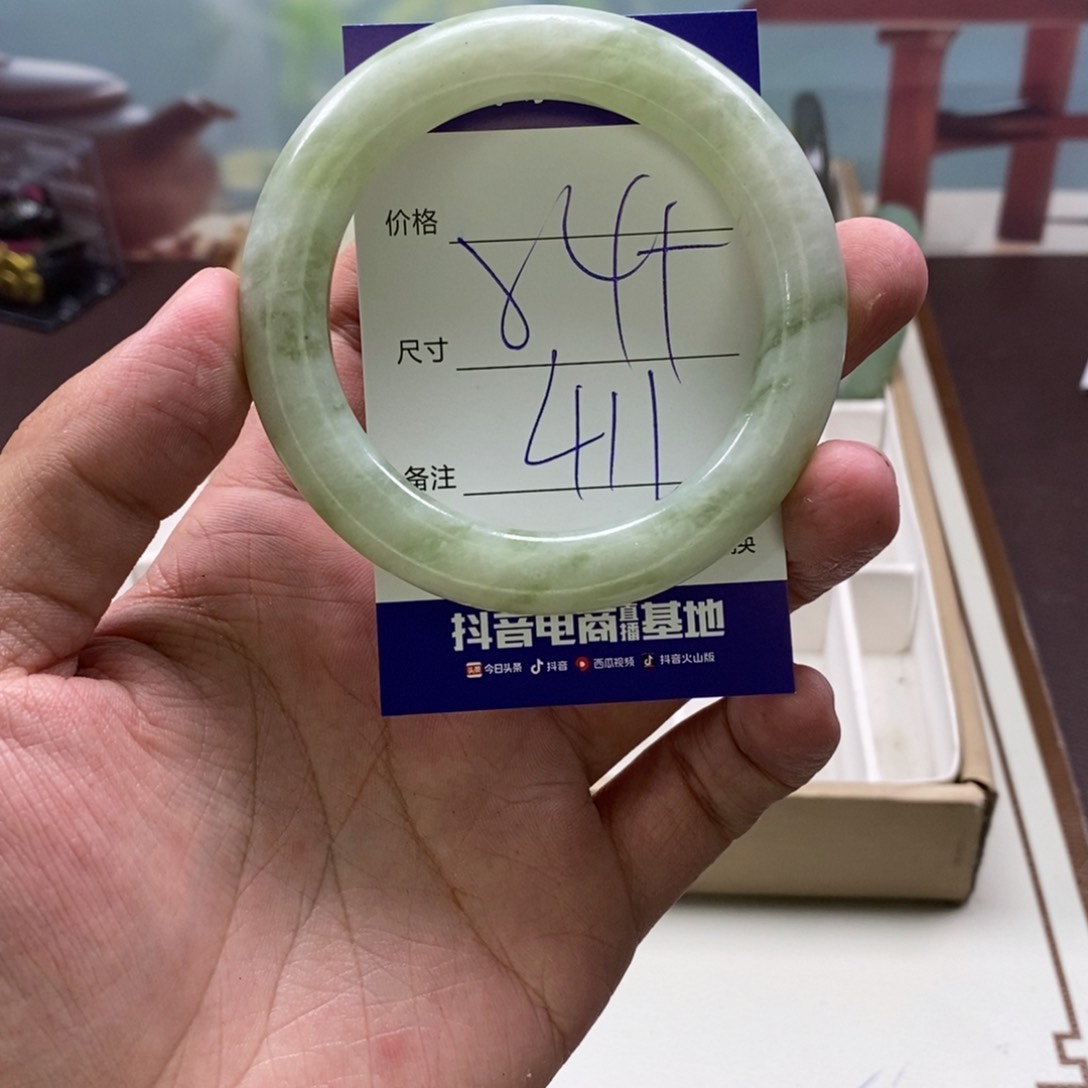 价格
844
尺寸
411
备注
抖音电商直播基地
今日头条 抖音 西瓜视频 抖音火山版